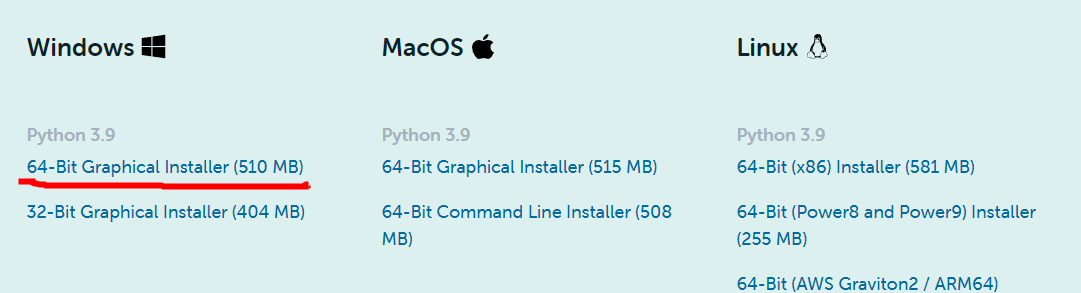 Windows
Python 3.9
64-Bit Graphical Installer (510 MB)
32-Bit Graphical Installer (404 MB)
MacOS
Python 3.9
64-Bit Graphical Installer (515 MB)
64-Bit Command Line Installer (508
MB)
Linux
Python 3.9
64-Bit (x86) Installer (581 MB)
64-Bit (Power8 and Power9) Installer
(255 MB)
64-Bit (AWS Graviton2 / ARM64)